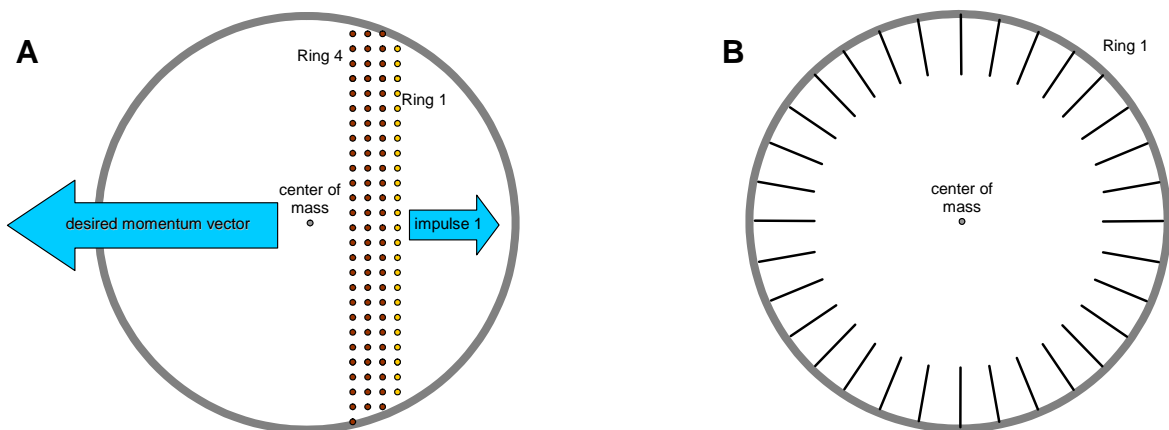 A
Ring 4
Ring 1
center of
mass
desired momentum vector
impulse 1
B
Ring 1
center of
mass